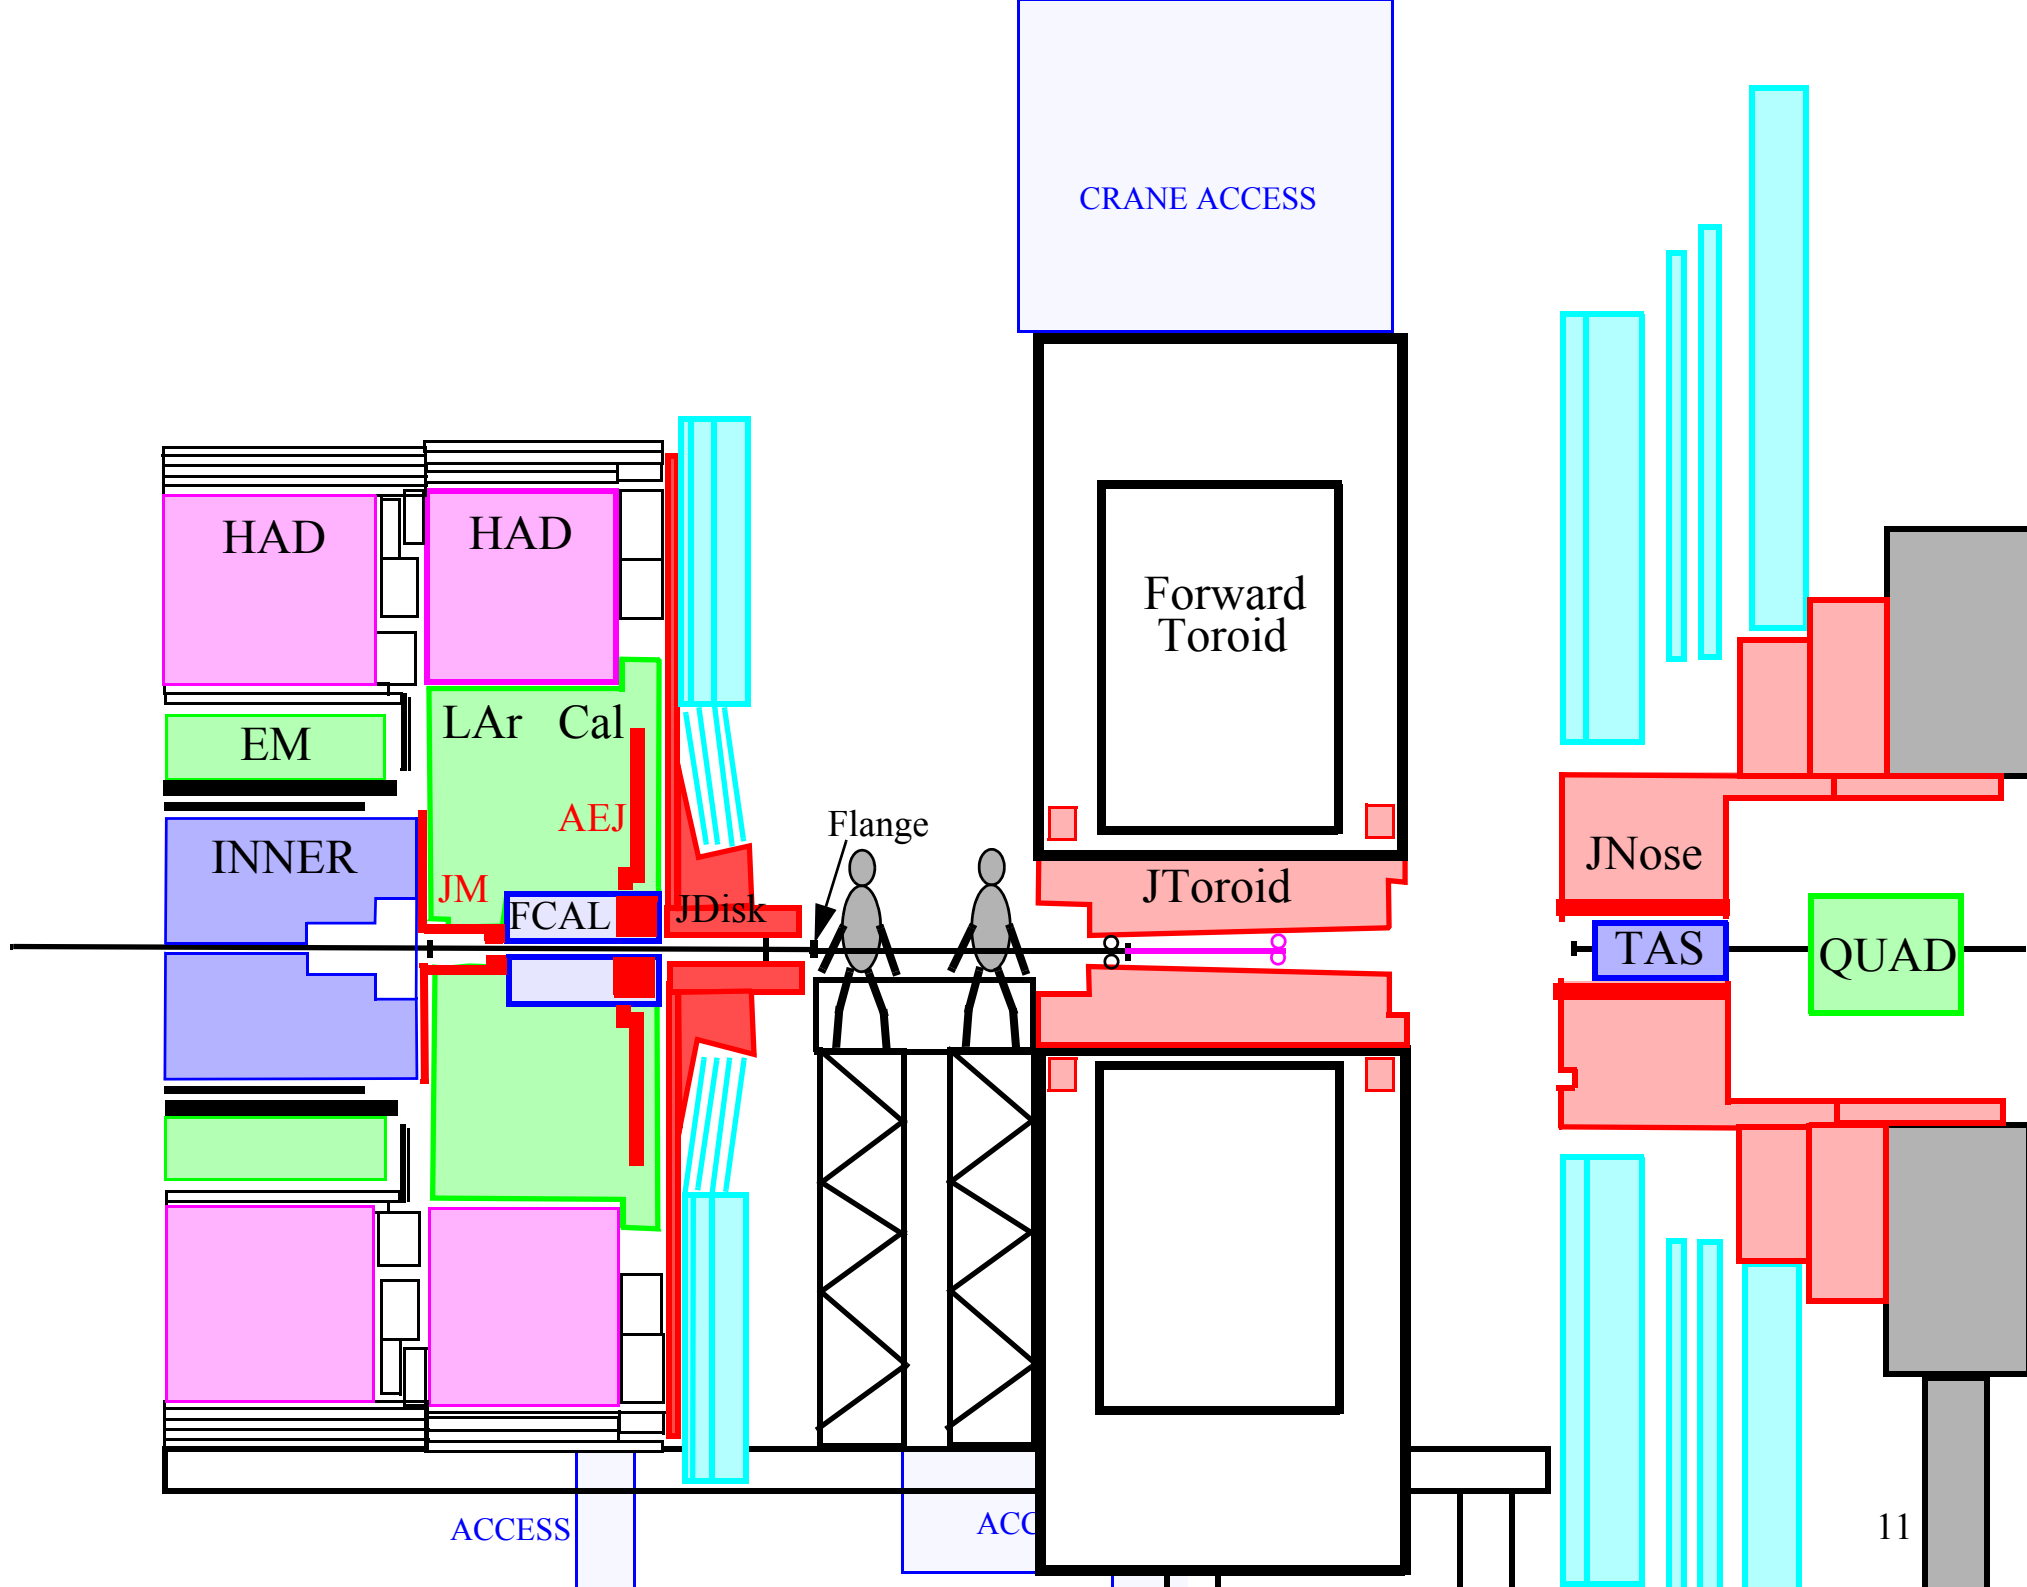 CRANE ACCESS
HAD
HAD
Forward
Toroid
LAr Cal
EM
AEJ
Flange
INNER
JM
JToroid
JNose
FCAL
JDisk
TAS
QUAD
ACCESS
ACC
11